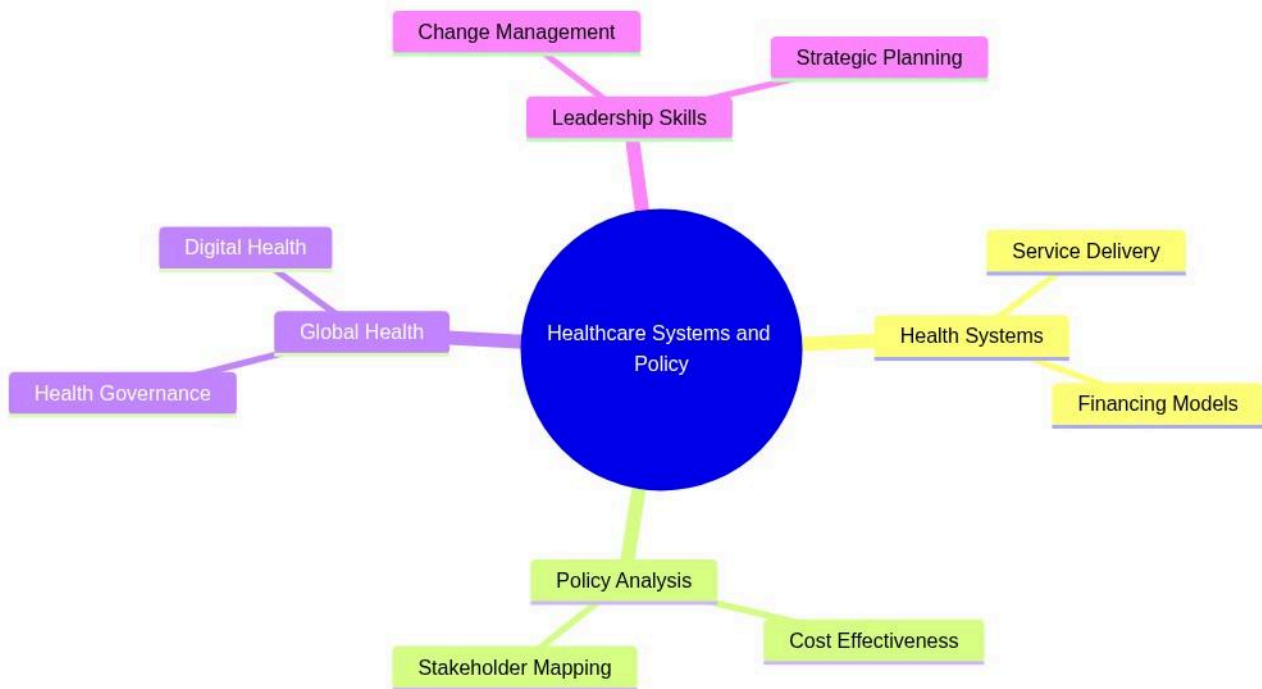 Change Management
Strategic Planning
Leadership Skills
Digital Health
Service Delivery
Global Health
Healthcare Systems and
Policy
Health Systems
Health Governance
Financing Models
Policy Analysis
Cost Effectiveness
Stakeholder Mapping